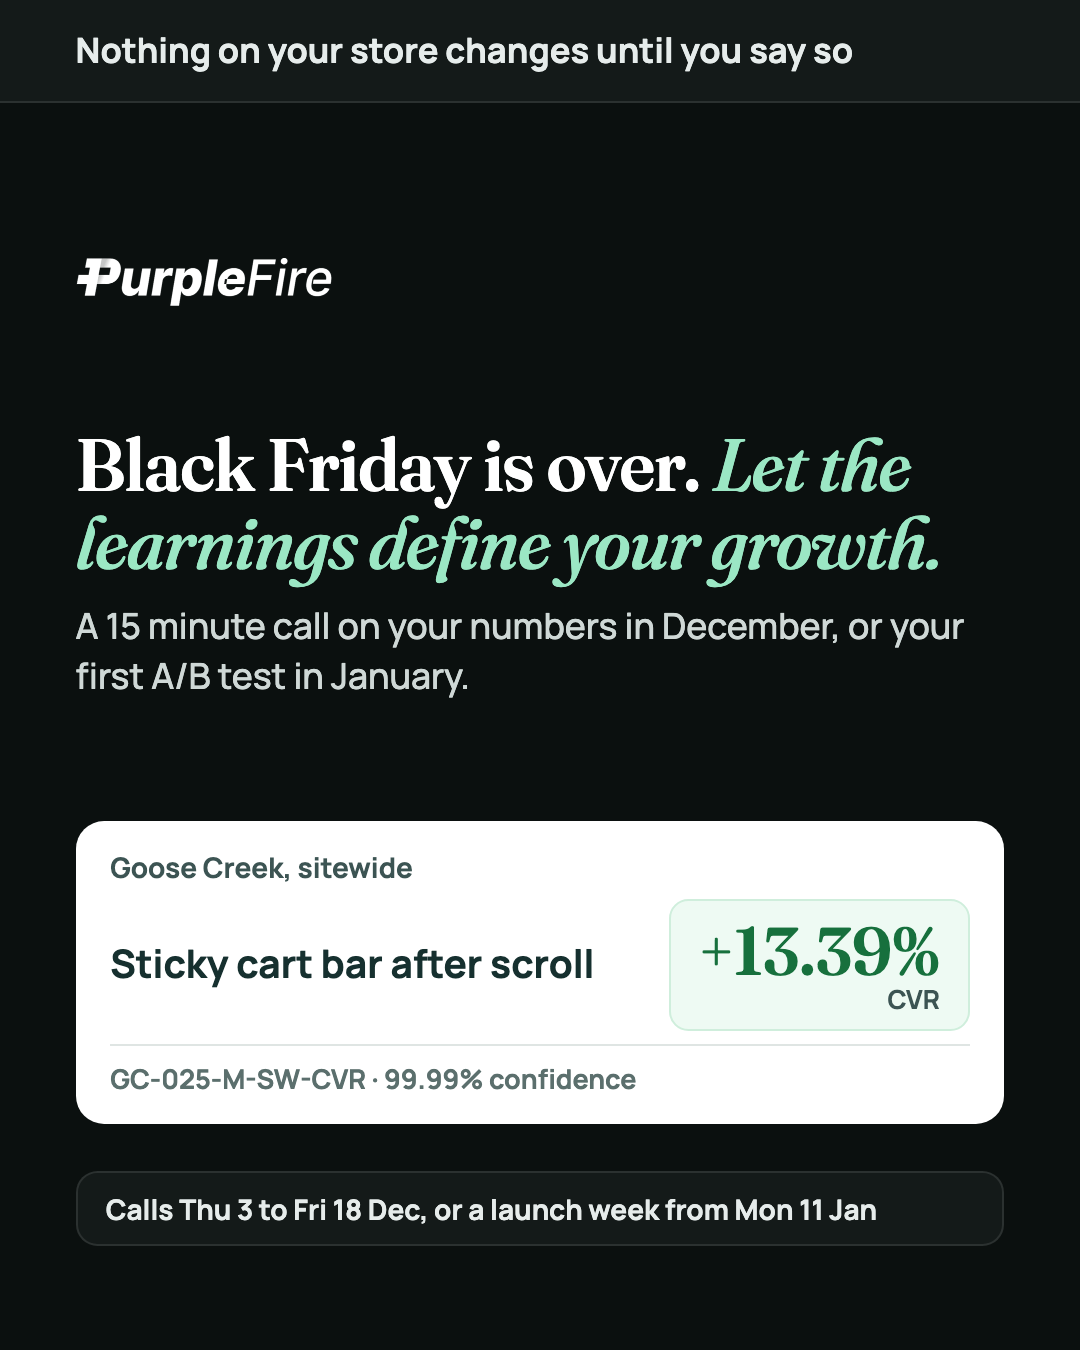 Nothing on your store changes until you say so
PurpleFire
Black Friday is over. Let the
learnings define your growth.
A 15 minute call on your numbers in December, or your
first A/B test in January.
Goose Creek, sitewide
Sticky cart bar after scroll
+13.39%
CVR
GC-025-M-SW-CVR · 99.99% confidence
Calls Thu 3 to Fri 18 Dec, or a launch week from Mon 11 Jan